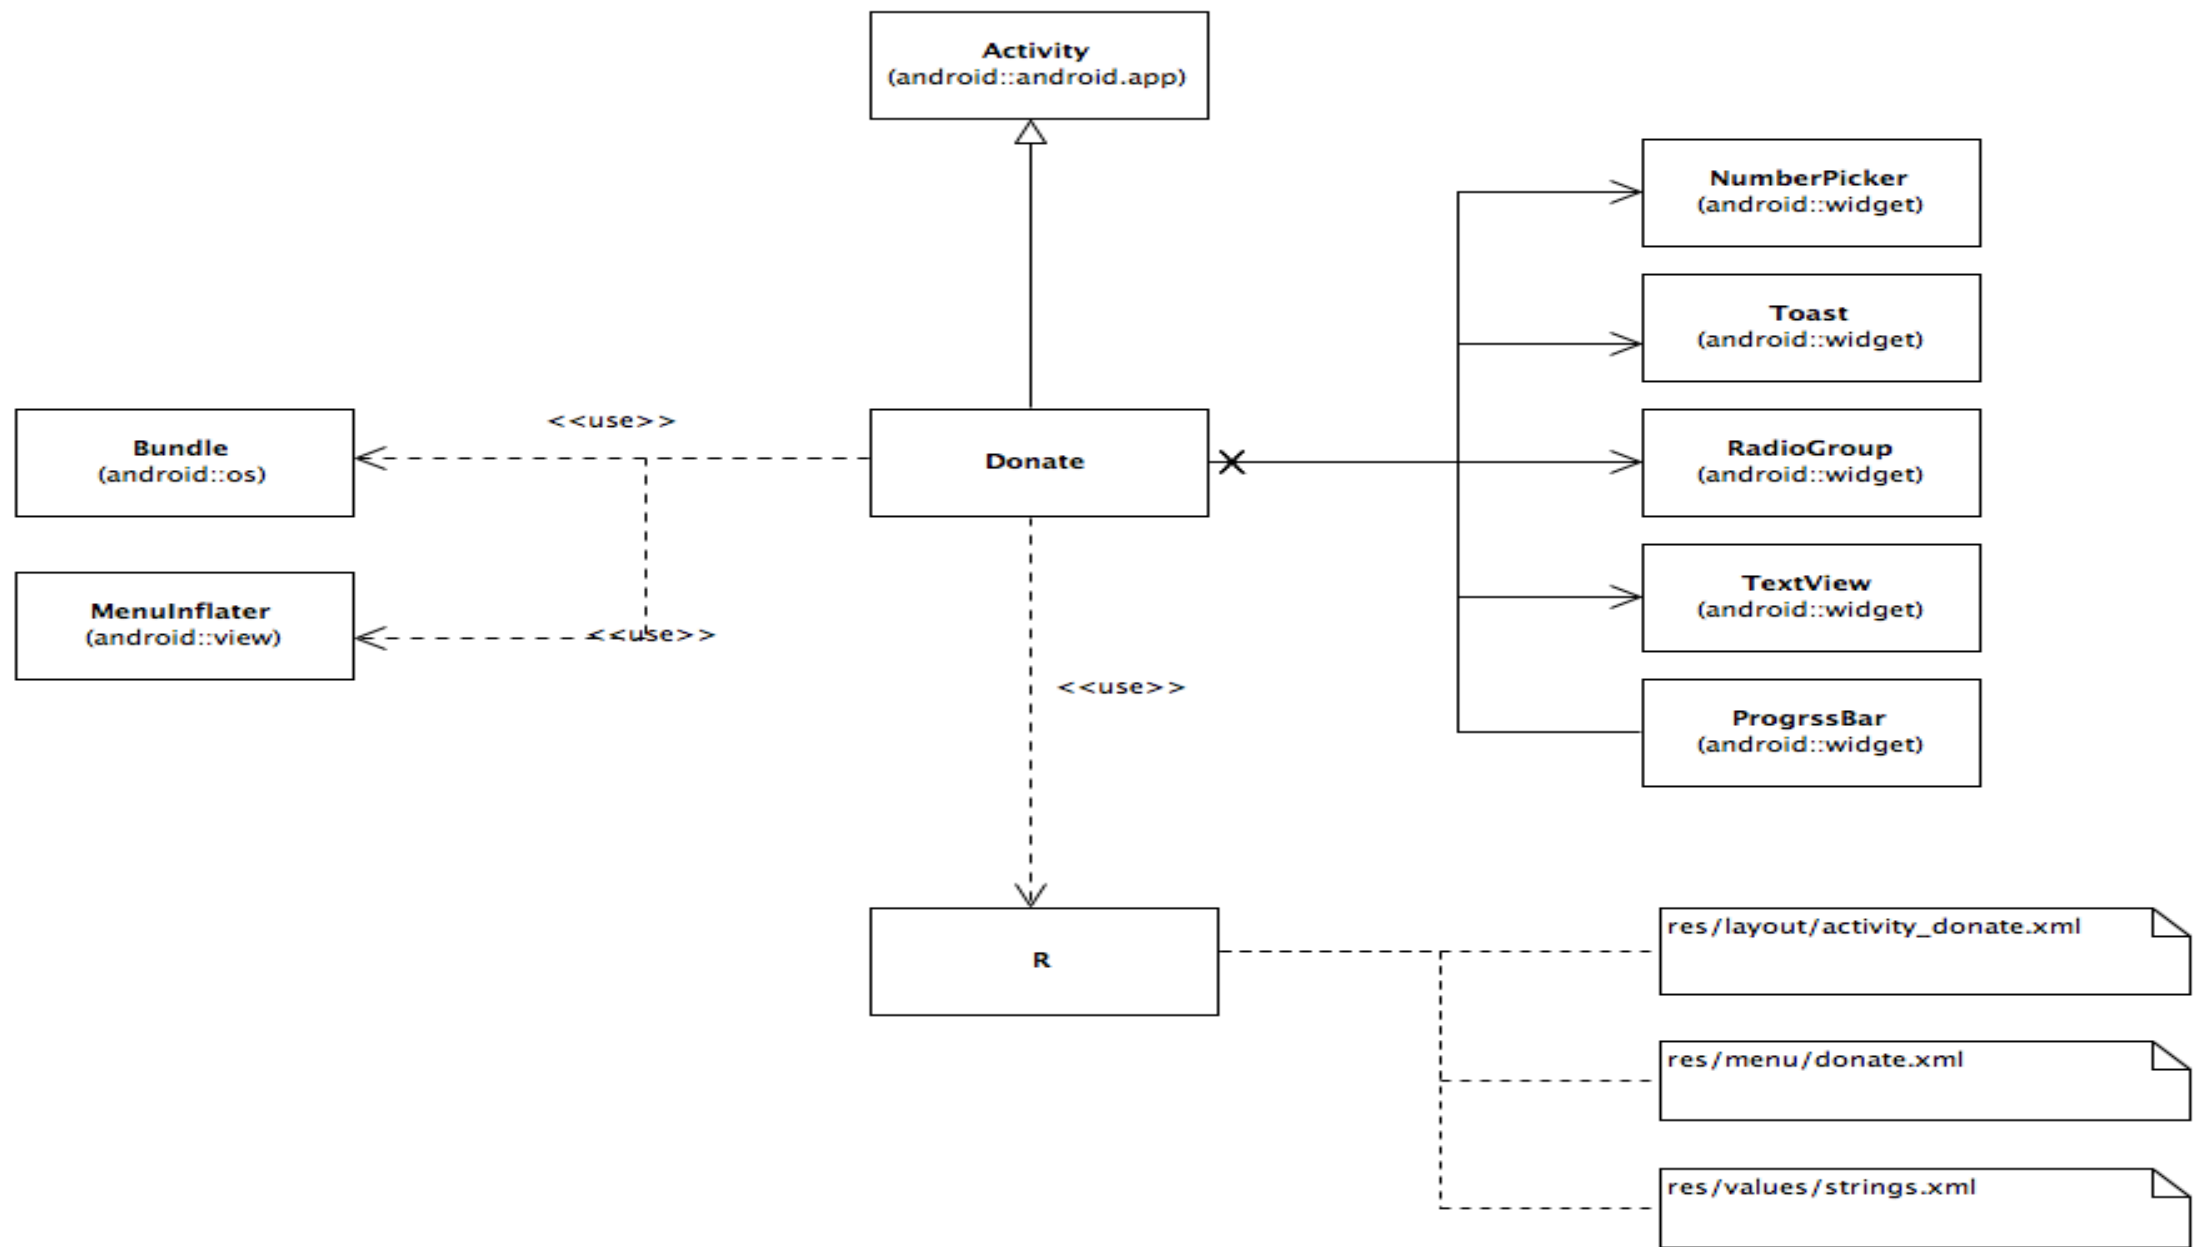 Activity
(android::android.app)
NumberPicker
(android::widget)
Toast
(android::widget)
<<use>>
Bundle
(android::os)
Donate
RadioGroup
(android::widget)
MenuInflater
(android::view)
<<use>>
TextView
(android::widget)
<<use>>
ProgrssBar
(android::widget)
R
res/layout/activity_donate.xml
res/menu/donate.xml
res/values/strings.xml